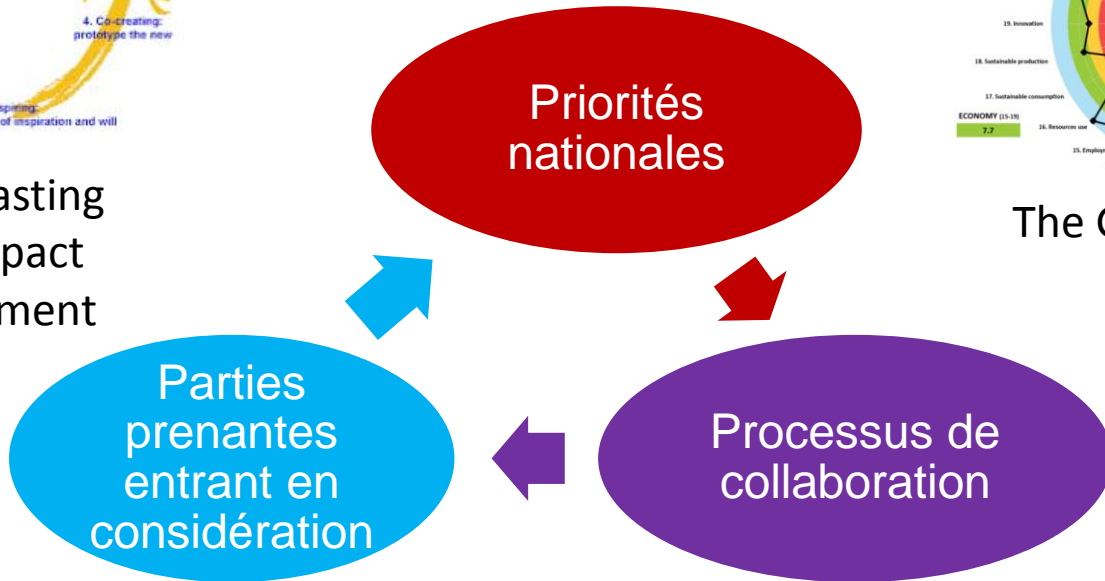 4. Co-creating:
prototype the new
of inspiration and will
19. Innovation
18. Sustainable production
17. Sustainable consumption
ECONOMY (15-19)
7.7
16. Resources use
Priorités
nationales
pact
The
Parties
prenantes
entrant en
considération
Processus de
collaboration